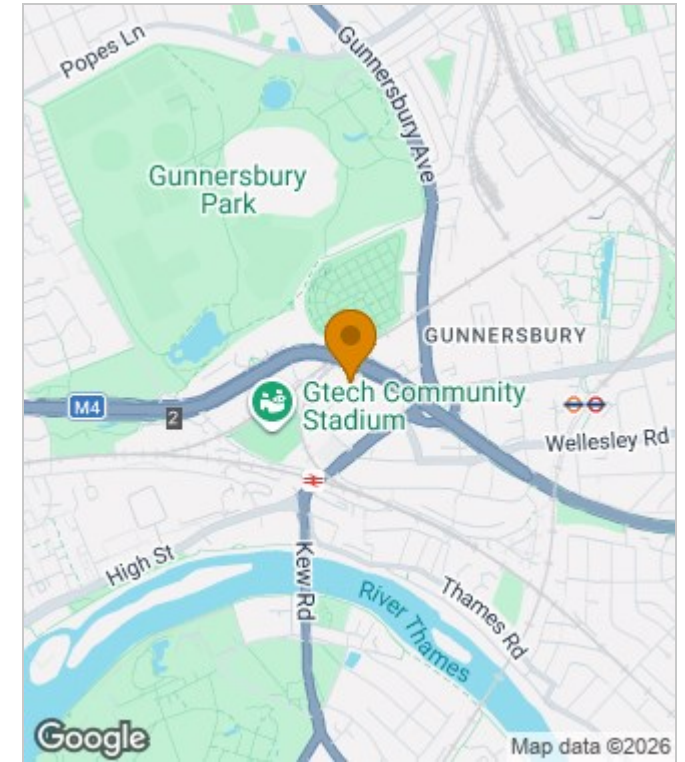 Popes Ln
Gunnersbury Ave
Gunnersbury
Park
GUNNERSBURY
M4
2
Gtech Community
Stadium
Wellesley Rd
High St
Kew Rd
River Thames
Thames Rd
Google
Map data ©2026